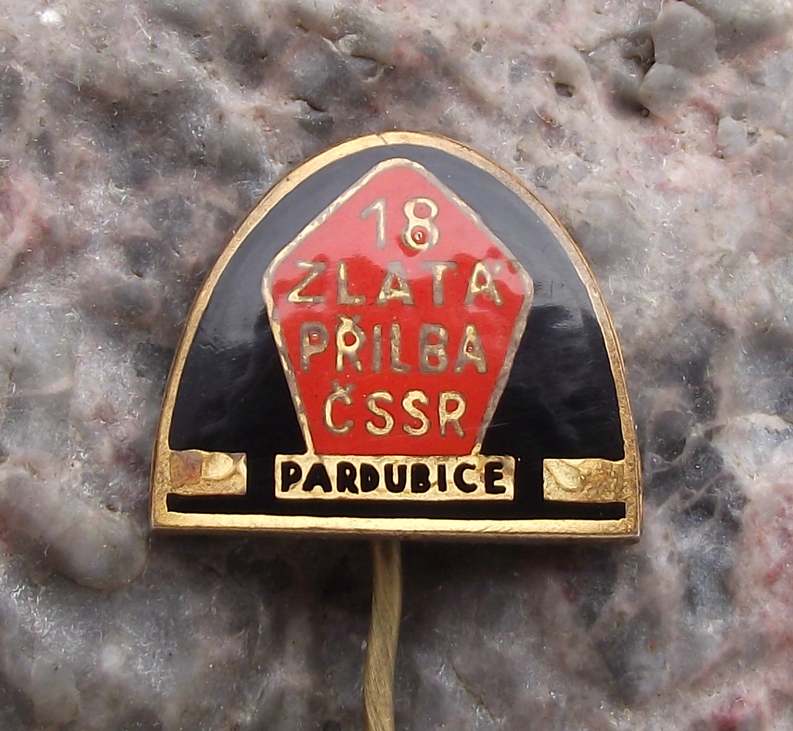 18
ZLATÁ
PŘILBA
ČSSR
PARDUBICE